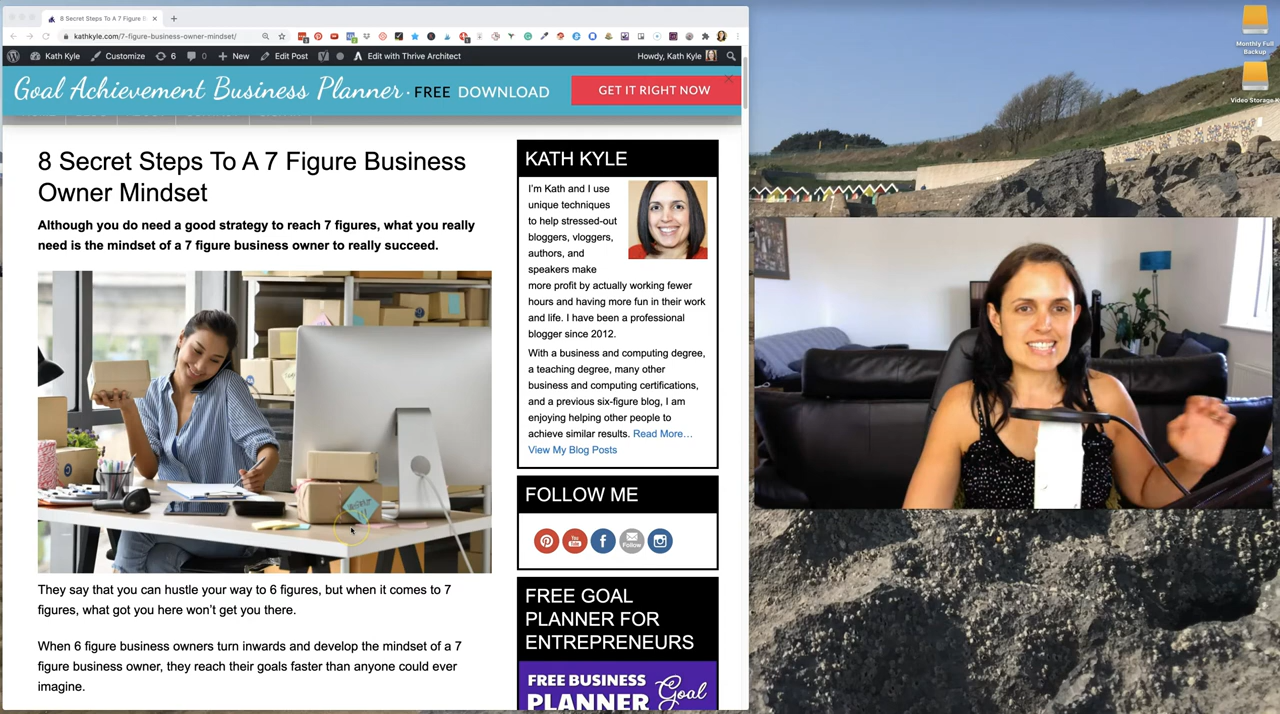 8 Secret Steps To A 7 Figure B
kathkyle.com/7-figure-business-owner-mindset/
Kath Kyle
Customize
6
0
New
Edit Post
Edit with Thrive Architect
Howdy, Kath Kyle
Goal Achievement Business Planner · FREE DOWNLOAD
GET IT RIGHT NOW
8 Secret Steps To A 7 Figure Business
Owner Mindset
Although you do need a good strategy to reach 7 figures, what you really
need is the mindset of a 7 figure business owner to really succeed.
They say that you can hustle your way to 6 figures, but when it comes to 7
figures, what got you here won't get you there.
When 6 figure business owners turn inwards and develop the mindset of a 7
figure business owner, they reach their goals faster than anyone could ever
imagine.
KATH KYLE
I'm Kath and I use
unique techniques
to help stressed-out
bloggers, vloggers,
authors, and
speakers make
more profit by actually working fewer
hours and having more fun in their work
and life. I have been a professional
blogger since 2012.
With a business and computing degree,
a teaching degree, many other
business and computing certifications,
and a previous six-figure blog, I am
enjoying helping other people to
achieve similar results. Read More...
View My Blog Posts
FOLLOW ME
You
Tube
Follow
FREE GOAL
PLANNER FOR
ENTREPRENEURS
FREE BUSINESS
PLANNER Goal
Monthly Full
Backup
Video Storage K